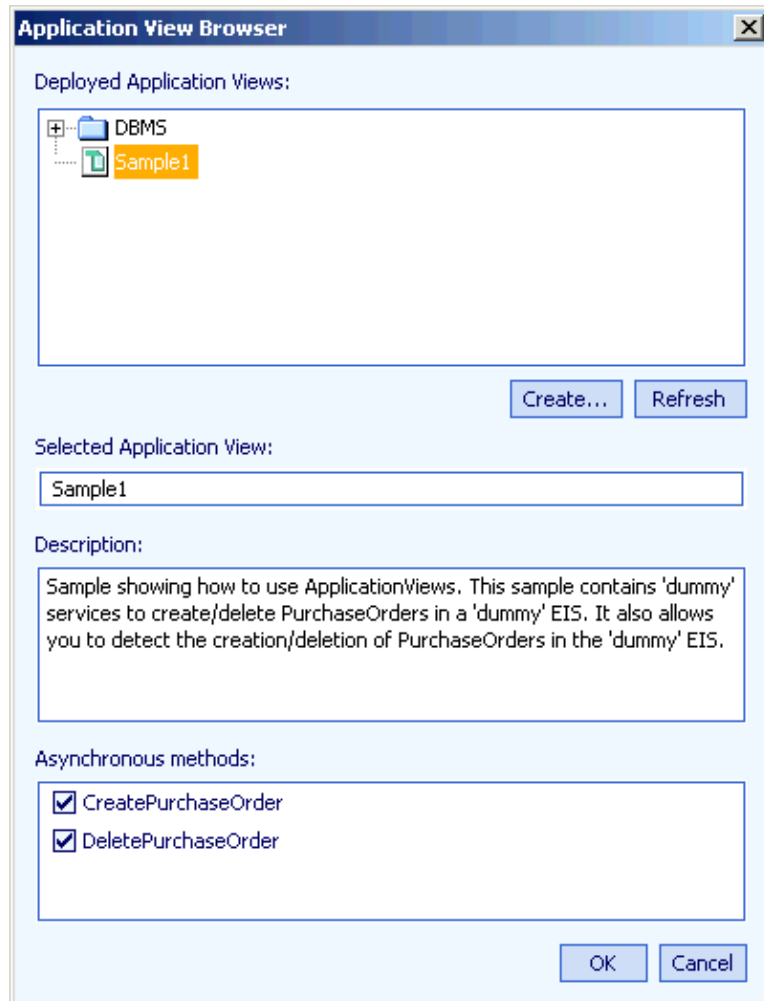 Application View Browser
Deployed Application Views:
DBMS
Sample1
Create... Refresh
Selected Application View:
Sample1
Description:
Sample showing how to use ApplicationViews. This sample contains 'dummy'
services to create/delete PurchaseOrders in a 'dummy' EIS. It also allows
you to detect the creation/deletion of PurchaseOrders in the 'dummy' EIS.
Asynchronous methods:
CreatePurchaseOrder
DeletePurchaseOrder
OK Cancel